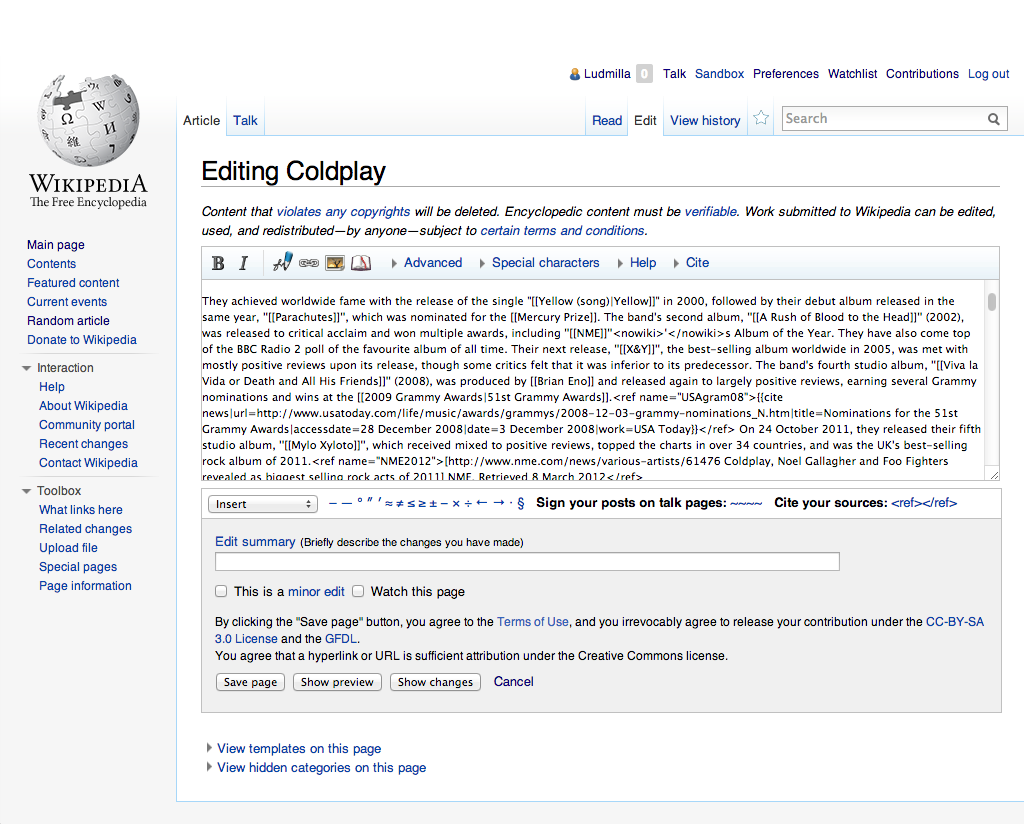 Ludmilla 0 Talk Sandbox Preferences Watchlist Contributions Log out
Article Talk Read Edit View history Search
WIKIPEDIA
The Free Encyclopedia
Main page
Contents
Featured content
Current events
Random article
Donate to Wikipedia
Interaction
Help
About Wikipedia
Community portal
Recent changes
Contact Wikipedia
Toolbox
What links here
Related changes
Upload file
Special pages
Page information
Editing Coldplay
Content that violates any copyrights will be deleted. Encyclopedic content must be verifiable. Work submitted to Wikipedia can be edited,
used, and redistributed—by anyone—subject to certain terms and conditions.
B I Advanced Special characters Help Cite
They achieved worldwide fame with the release of the single "[[Yellow (song)|Yellow]]" in 2000, followed by their debut album released in the
same year, ''[[Parachutes]]'', which was nominated for the [[Mercury Prize]]. The band's second album, ''[[A Rush of Blood to the Head]]'' (2002),
was released to critical acclaim and won multiple awards, including ''[[NME]]''<nowiki>'</nowiki>s Album of the Year. They have also come top
of the BBC Radio 2 poll of the favourite album of all time. Their next release, ''[[X&Y]]'', the best-selling album worldwide in 2005, was met with
mostly positive reviews upon its release, though some critics felt that it was inferior to its predecessor. The band's fourth studio album, ''[[Viva la
Vida or Death and All His Friends]]'' (2008), was produced by [[Brian Eno]] and released again to largely positive reviews, earning several Grammy
nominations and wins at the [[2009 Grammy Awards|51st Grammy Awards]].<ref name="USAgram08">{{cite
news|url=http://www.usatoday.com/life/music/awards/grammys/2008-12-03-grammy-nominations_N.htm|title=Nominations for the 51st
Grammy Awards|accessdate=28 December 2008|date=3 December 2008|work=USA Today}}</ref> On 24 October 2011, they released their fifth
studio album, ''[[Mylo Xyloto]]'', which received mixed to positive reviews, topped the charts in over 34 countries, and was the UK's best-selling
rock album of 2011.<ref name="NME2012">[http://www.nme.com/news/various-artists/61476 Coldplay, Noel Gallagher and Foo Fighters
revealed as biggest selling rock acts of 2011] NME. Retrieved 8 March 2012</ref>
Insert – — ° ″ ′ ≈ ≠ ≤ ≥ ± − × ÷ ← → · § Sign your posts on talk pages: ~~~~ Cite your sources: <ref></ref>
Edit summary (Briefly describe the changes you have made)
This is a minor edit Watch this page
By clicking the "Save page" button, you agree to the Terms of Use, and you irrevocably agree to release your contribution under the CC-BY-SA
3.0 License and the GFDL.
You agree that a hyperlink or URL is sufficient attribution under the Creative Commons license.
Save page Show preview Show changes Cancel
View templates on this page
View hidden categories on this page